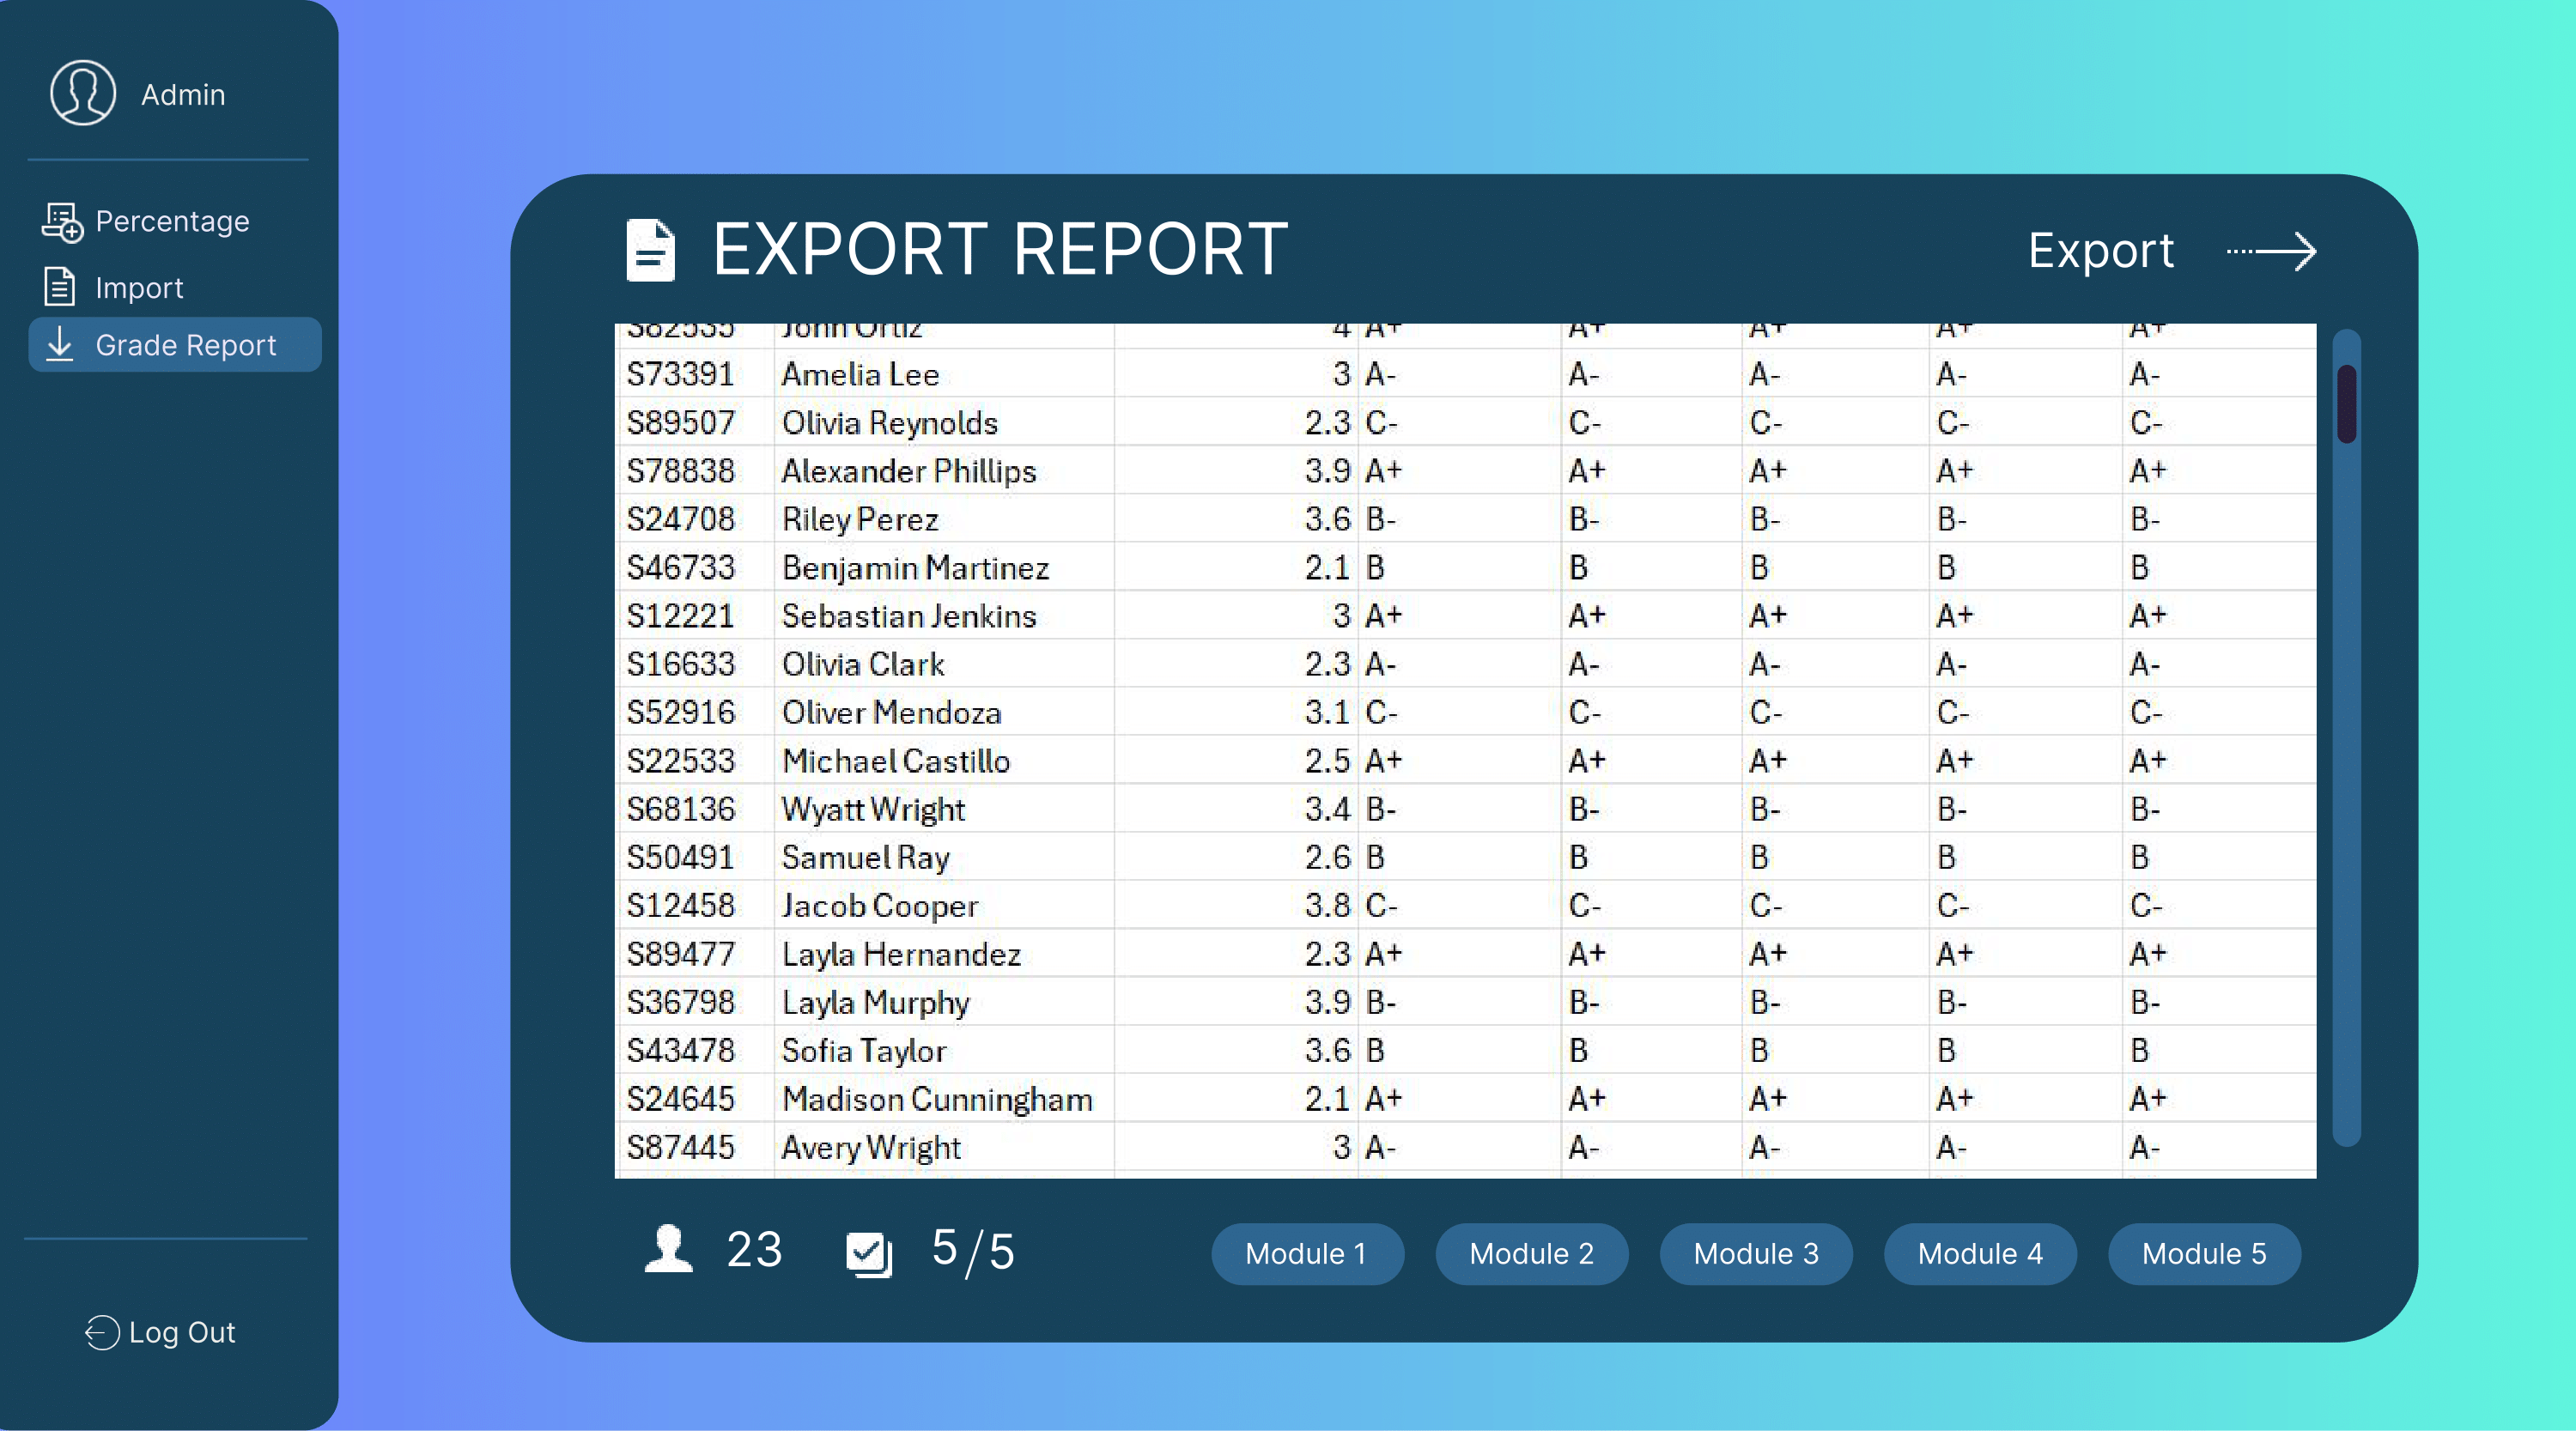 Admin
Percentage
Import
Grade Report
Log Out
EXPORT REPORT
Export
S82535 John Ortiz 4 A+ A+ A+ A+ A+
S73391 Amelia Lee 3 A- A- A- A- A-
S89507 Olivia Reynolds 2.3 C- C- C- C- C-
S78838 Alexander Phillips 3.9 A+ A+ A+ A+ A+
S24708 Riley Perez 3.6 B- B- B- B- B-
S46733 Benjamin Martinez 2.1 B B B B B
S12221 Sebastian Jenkins 3 A+ A+ A+ A+ A+
S16633 Olivia Clark 2.3 A- A- A- A- A-
S52916 Oliver Mendoza 3.1 C- C- C- C- C-
S22533 Michael Castillo 2.5 A+ A+ A+ A+ A+
S68136 Wyatt Wright 3.4 B- B- B- B- B-
S50491 Samuel Ray 2.6 B B B B B
S12458 Jacob Cooper 3.8 C- C- C- C- C-
S89477 Layla Hernandez 2.3 A+ A+ A+ A+ A+
S36798 Layla Murphy 3.9 B- B- B- B- B-
S43478 Sofia Taylor 3.6 B B B B B
S24645 Madison Cunningham 2.1 A+ A+ A+ A+ A+
S87445 Avery Wright 3 A- A- A- A- A-
23 5/5 Module 1 Module 2 Module 3 Module 4 Module 5